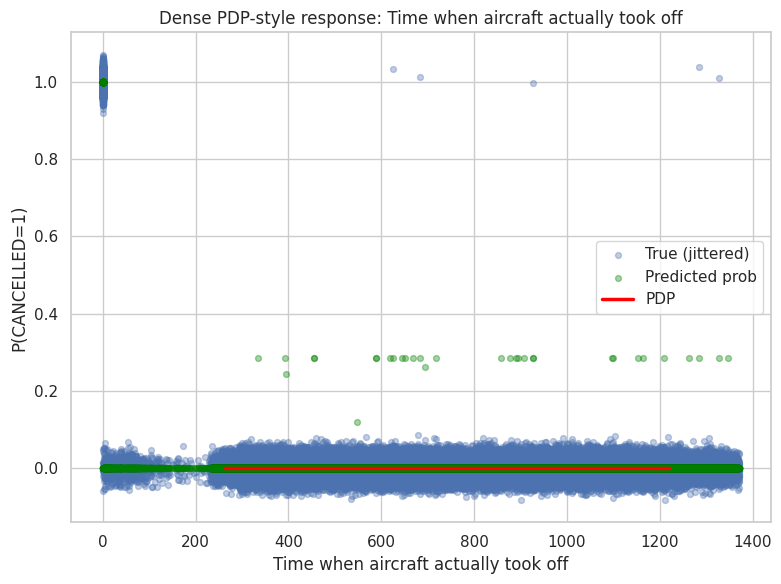 Dense PDP-style response: Time when aircraft actually took off
P(CANCELLED=1)
1.0
0.8
0.6
0.4
0.2
0.0
True (jittered)
Predicted prob
PDP
0
200
400
600
800
1000
1200
1400
Time when aircraft actually took off